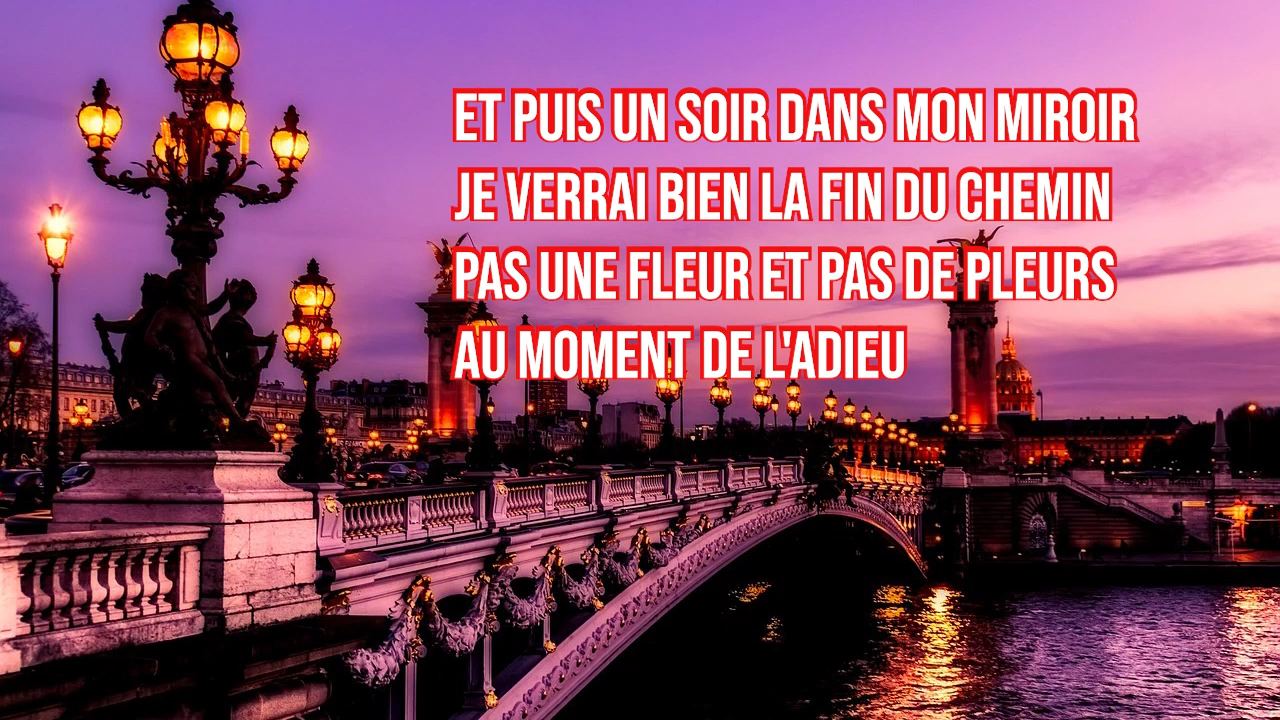 ET PUIS UN SOIR DANS MON MIROIR
JE VERRAI BIEN LA FIN DU CHEMIN
PAS UNE FLEUR ET PAS DE PLEURS
AU MOMENT DE L'ADIEU